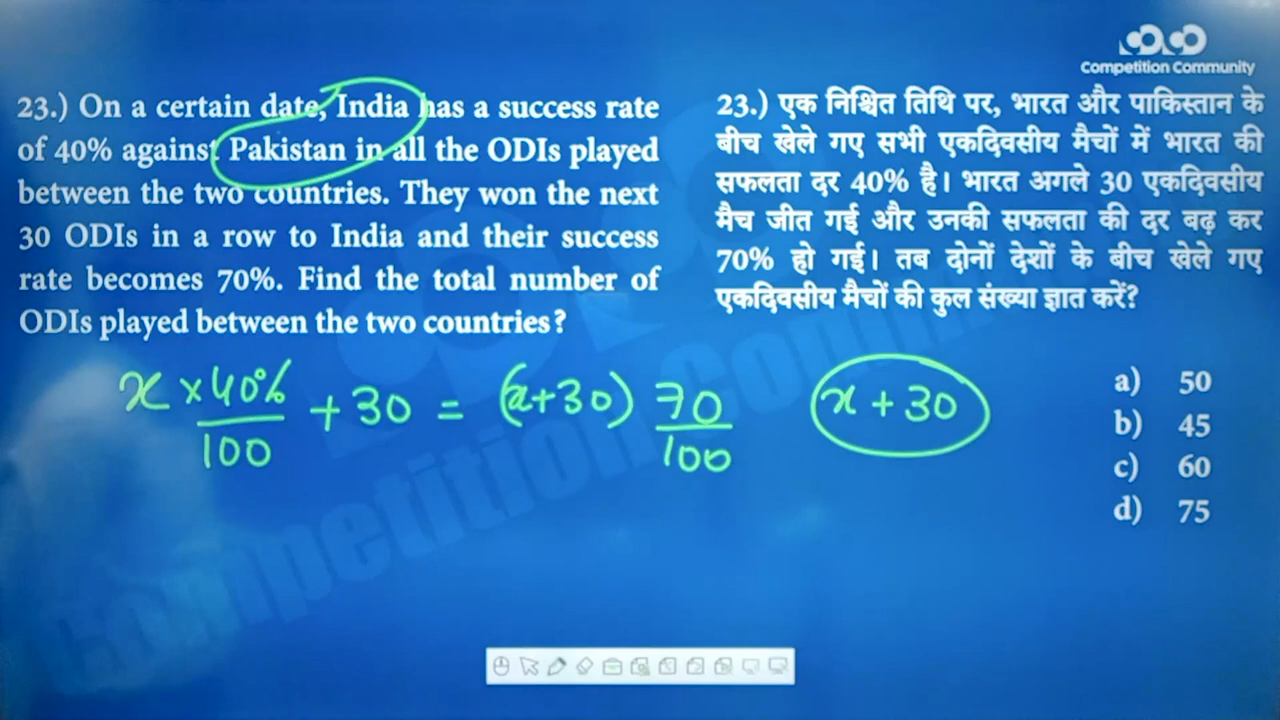 Competition Community
23.) On a certain date, India has a success rate
of 40% against Pakistan in all the ODIs played
between the two countries. They won the next
30 ODIs in a row to India and their success
rate becomes 70%. Find the total number of
ODIs played between the two countries?
23.) एक निश्चित तिथि पर, भारत और पाकिस्तान के
बीच खेले गए सभी एकदिवसीय मैचों में भारत की
सफलता दर 40% है। भारत अगले 30 एकदिवसीय
मैच जीत गई और उनकी सफलता की दर बढ़ कर
70% हो गई। तब दोनों देशों के बीच खेले गए
एकदिवसीय मैचों की कुल संख्या ज्ञात करें?
x × 40% / 100 + 30 = (x+30) 70 / 100
x + 30
a) 50
b) 45
c) 60
d) 75
Competition Community